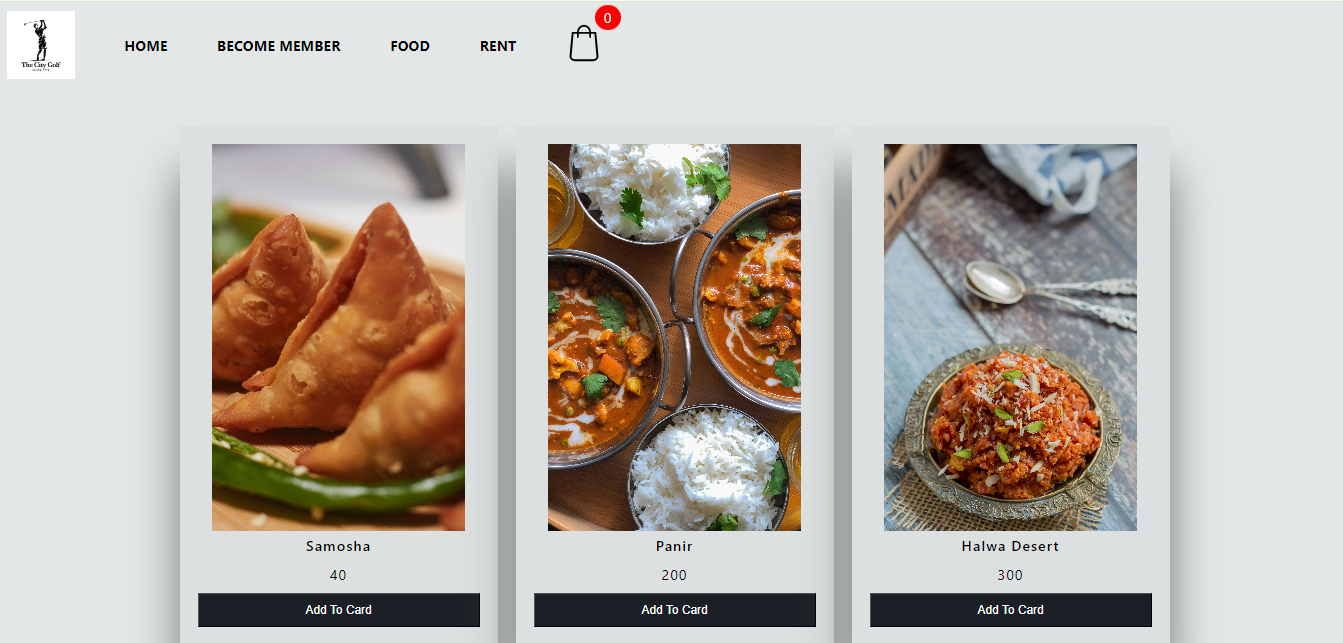 The City Golf
HOME
BECOME MEMBER
FOOD
RENT
0
Samosha
40
Add To Card
Panir
200
Add To Card
Halwa Desert
300
Add To Card